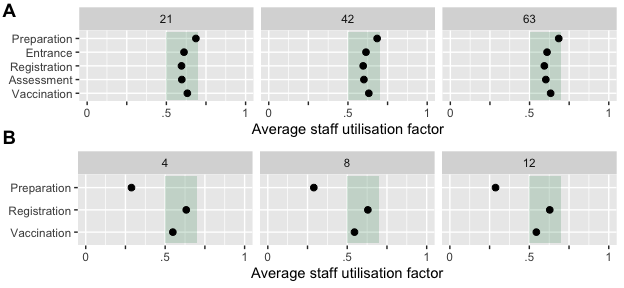 A
21 42 63
Preparation
Entrance
Registration
Assessment
Vaccination
0 .5 1 0 .5 1 0 .5 1
Average staff utilisation factor
B
4 8 12
Preparation
Registration
Vaccination
0 .5 1 0 .5 1 0 .5 1
Average staff utilisation factor